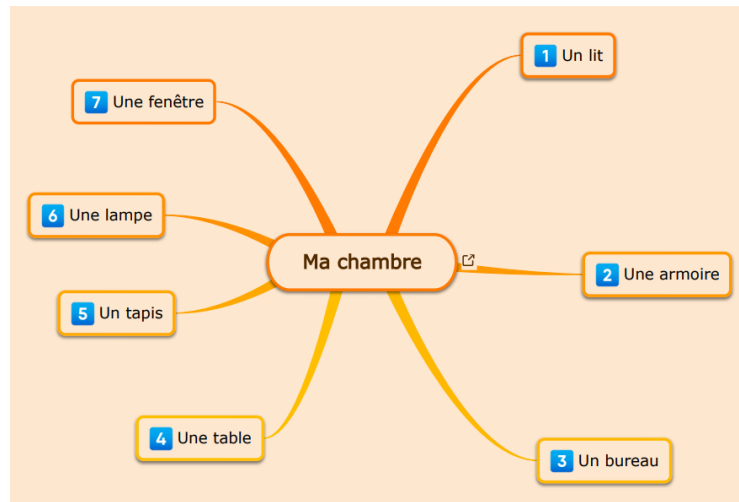 Ma chambre
1 Un lit
2 Une armoire
3 Un bureau
4 Une table
5 Un tapis
6 Une lampe
7 Une fenêtre